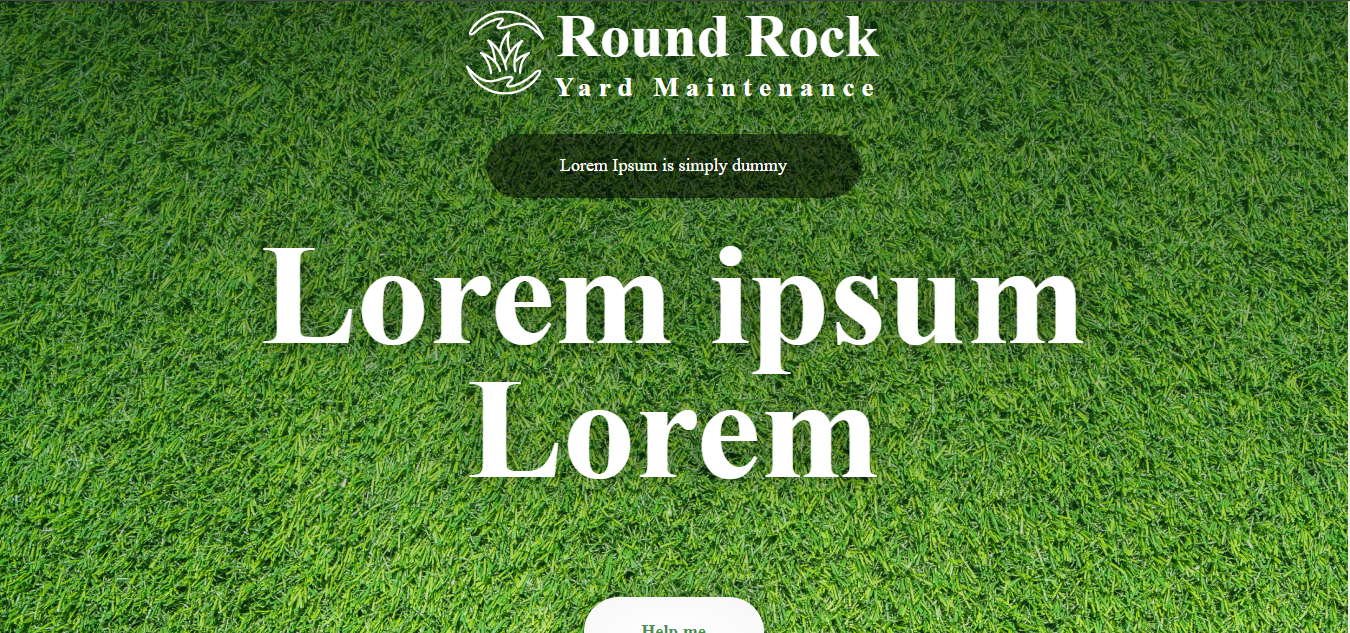 Round Rock
Yard Maintenance
Lorem Ipsum is simply dummy
Lorem ipsum
Lorem
Help me